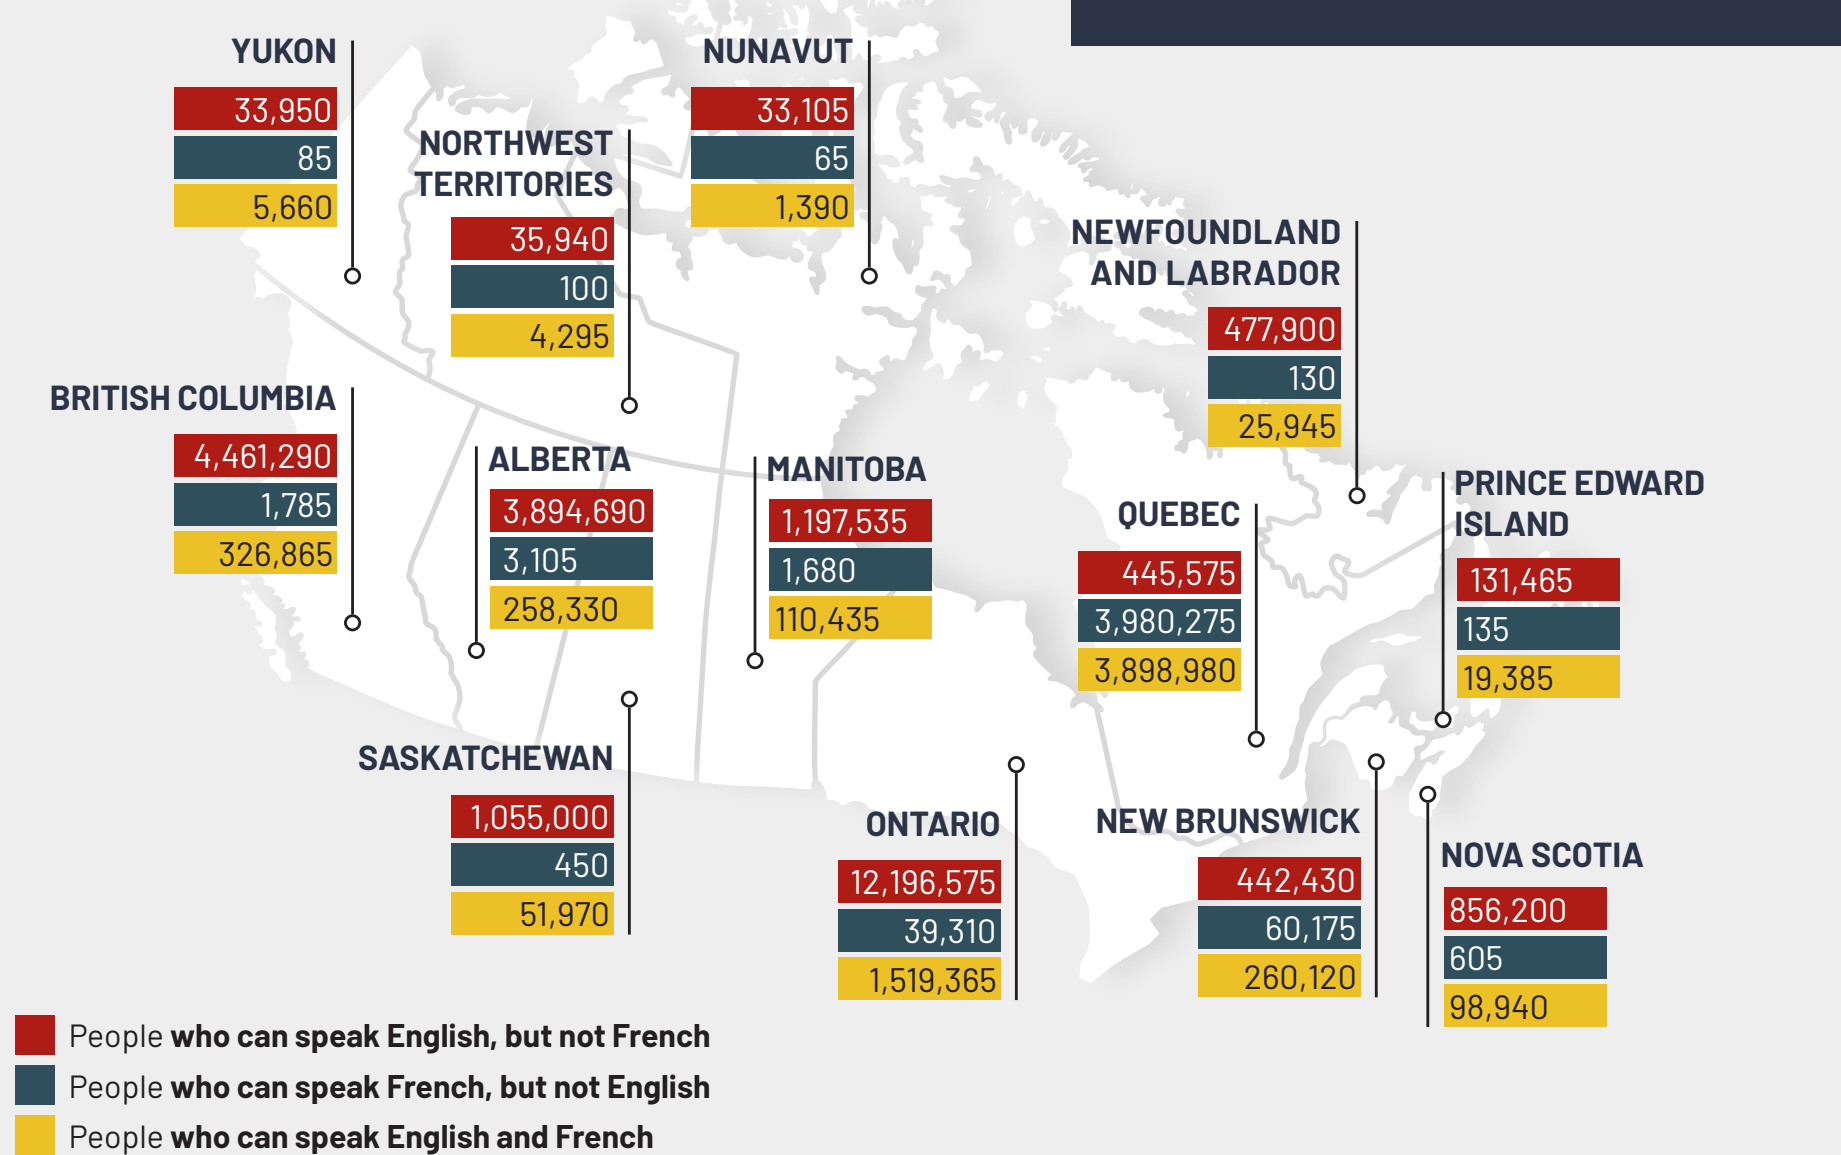 YUKON
33,950
85
5,660
NUNAVUT
33,105
65
1,390
NORTHWEST
TERRITORIES
35,940
100
4,295
NEWFOUNDLAND
AND LABRADOR
477,900
130
25,945
BRITISH COLUMBIA
4,461,290
1,785
326,865
ALBERTA
3,894,690
3,105
258,330
MANITOBA
1,197,535
1,680
110,435
QUEBEC
445,575
3,980,275
3,898,980
PRINCE EDWARD
ISLAND
131,465
135
19,385
SASKATCHEWAN
1,055,000
450
51,970
ONTARIO
12,196,575
39,310
1,519,365
NEW BRUNSWICK
442,430
60,175
260,120
NOVA SCOTIA
856,200
605
98,940
People who can speak English, but not French
People who can speak French, but not English
People who can speak English and French